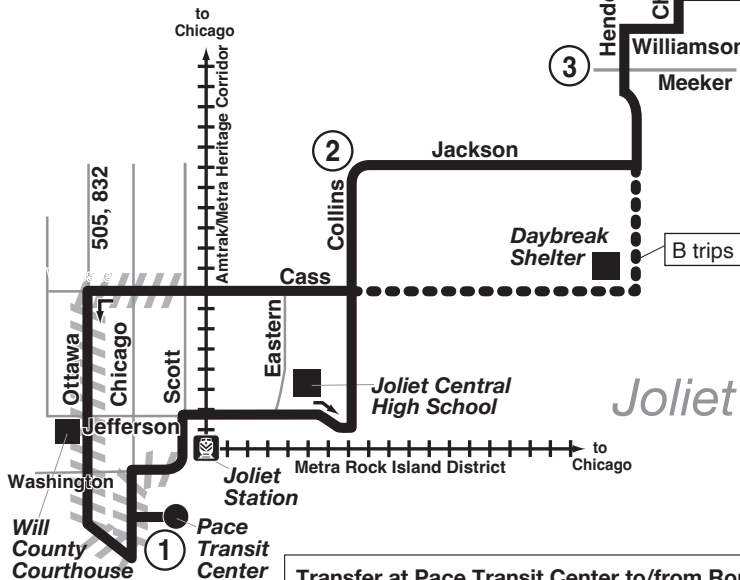 to
Chicago
Amtrak/Metra Heritage Corridor
Williamson
3
Meeker
2
Jackson
505, 832
Collins
Daybreak
Shelter
B trips
Cass
Ottawa
Chicago
Scott
Eastern
Joliet Central
High School
Joliet
Jefferson
to
Chicago
Metra Rock Island District
Joliet
Station
Washington
Will
County
Courthouse
1
Pace
Transit
Center
Transfer at Pace Transit Center to/from